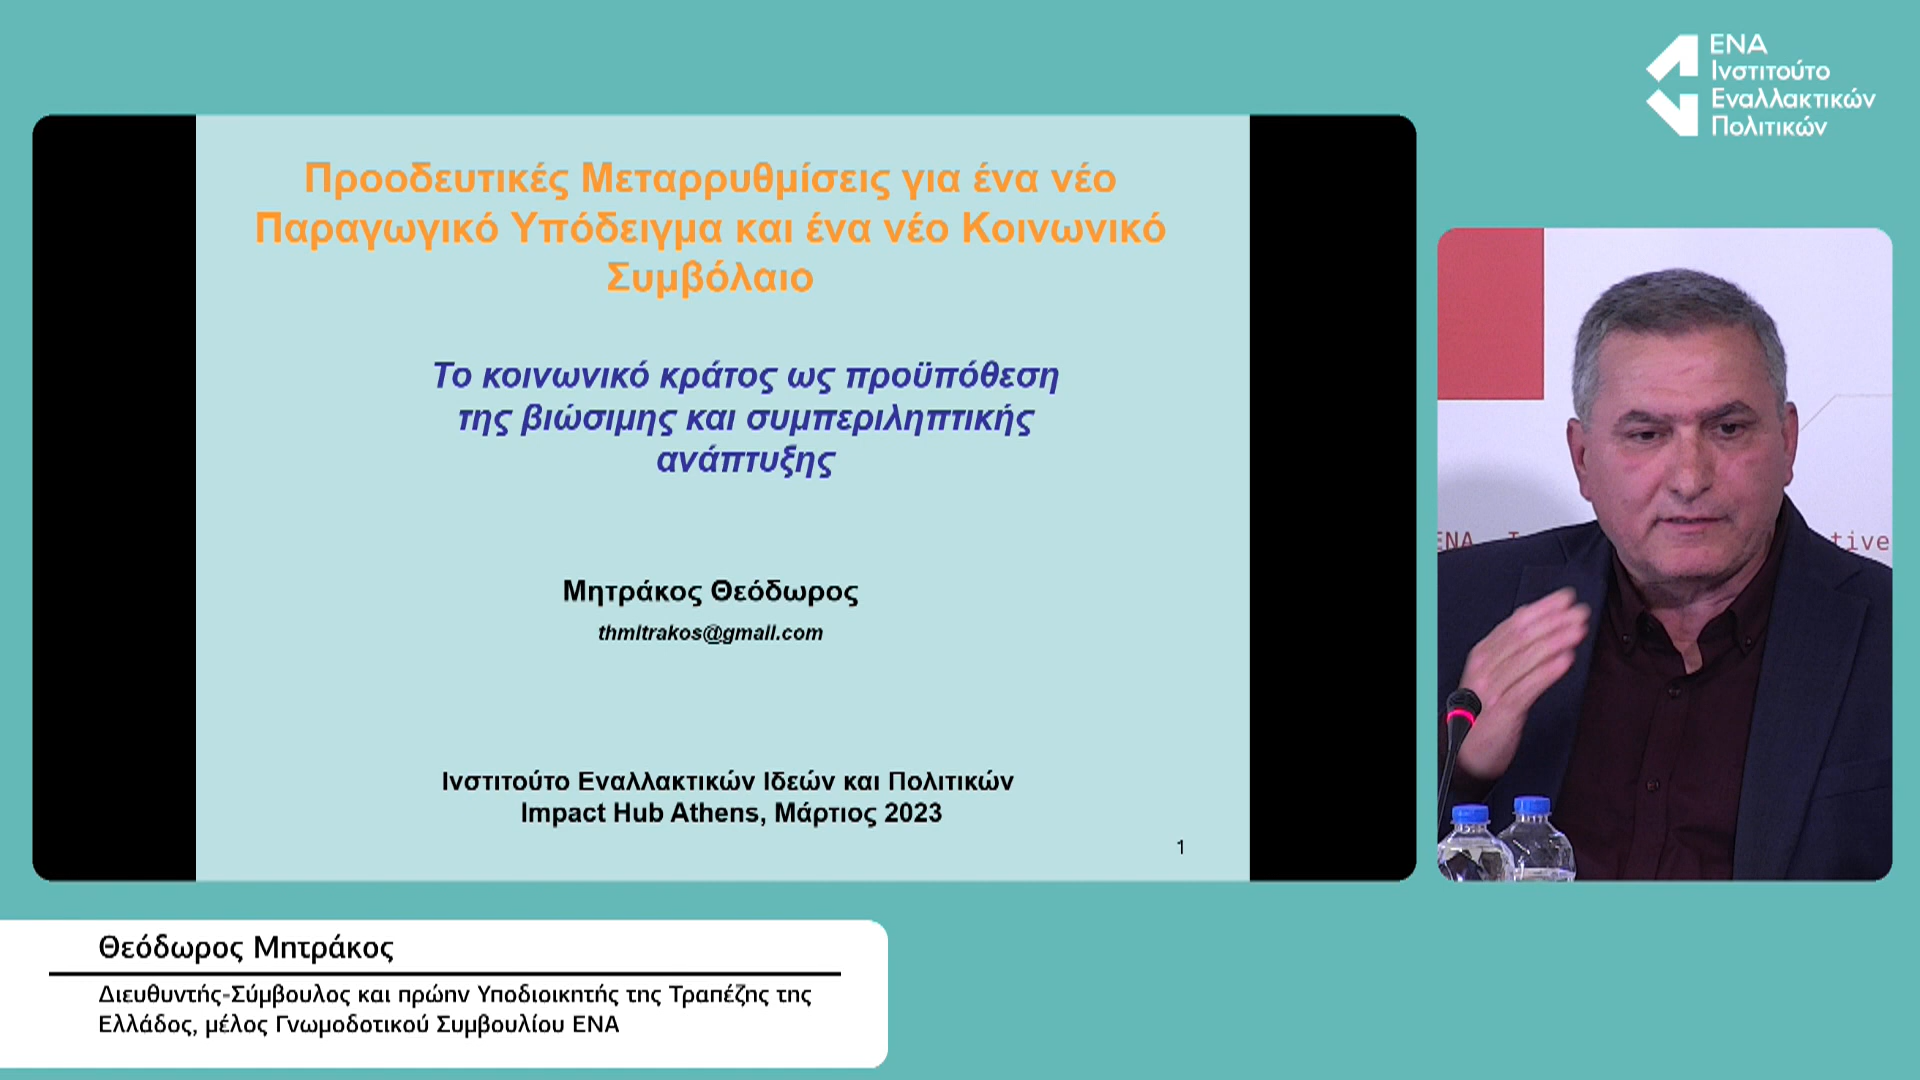 ΕΝΑ
Ινστιτούτο
Εναλλακτικών
Πολιτικών
Προοδευτικές Μεταρρυθμίσεις για ένα νέο
Παραγωγικό Υπόδειγμα και ένα νέο Κοινωνικό
Συμβόλαιο
Το κοινωνικό κράτος ως προϋπόθεση
της βιώσιμης και συμπεριληπτικής
ανάπτυξης
Μητράκος Θεόδωρος
thmitrakos@gmail.com
Ινστιτούτο Εναλλακτικών Ιδεών και Πολιτικών
Impact Hub Athens, Μάρτιος 2023
1
ENA
Θεόδωρος Μητράκος
Διευθυντής-Σύμβουλος και πρώην Υποδιοικητής της Τραπέζης της
Ελλάδος, μέλος Γνωμοδοτικού Συμβουλίου ΕΝΑ